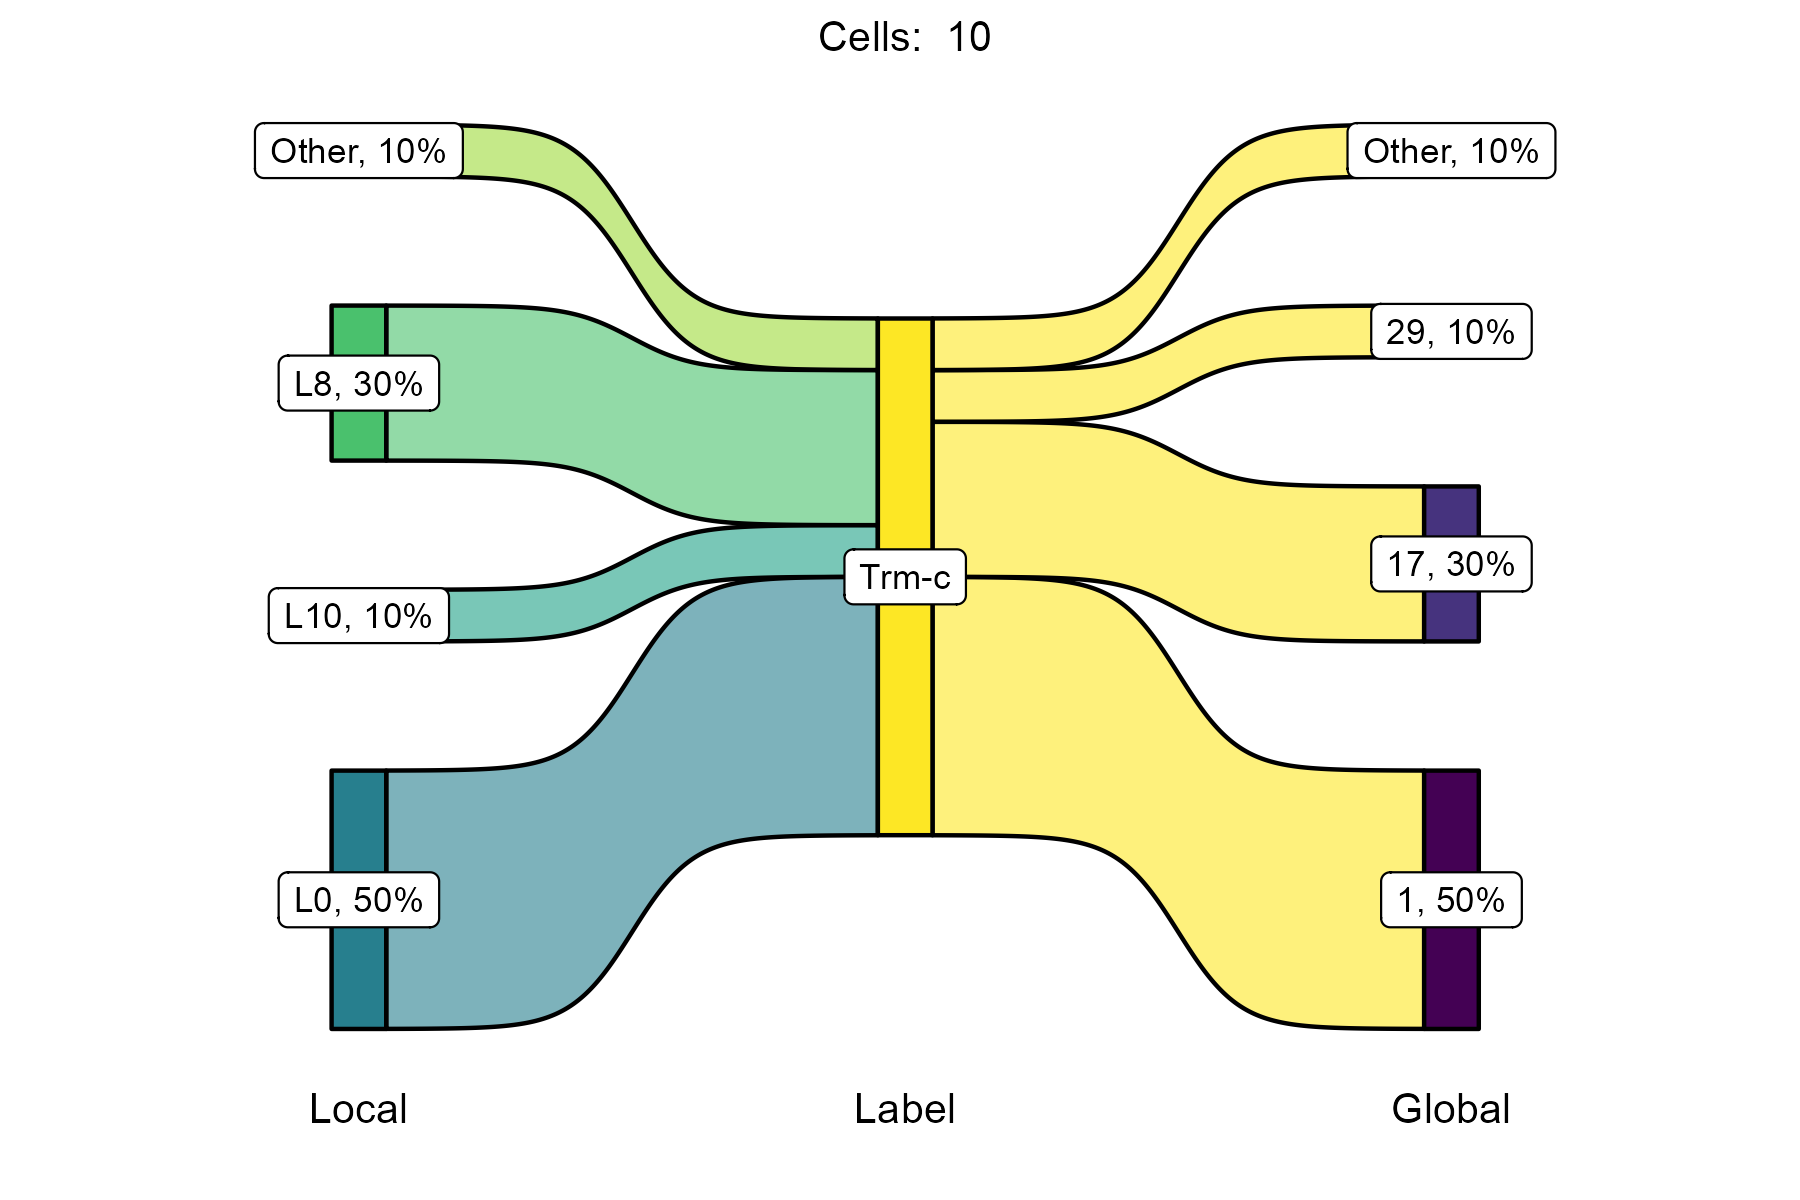 Cells:  10
Other, 10%
Other, 10%
29, 10%
L8, 30%
17, 30%
Trm-c
L10, 10%
L0, 50%
1, 50%
Local
Label
Global